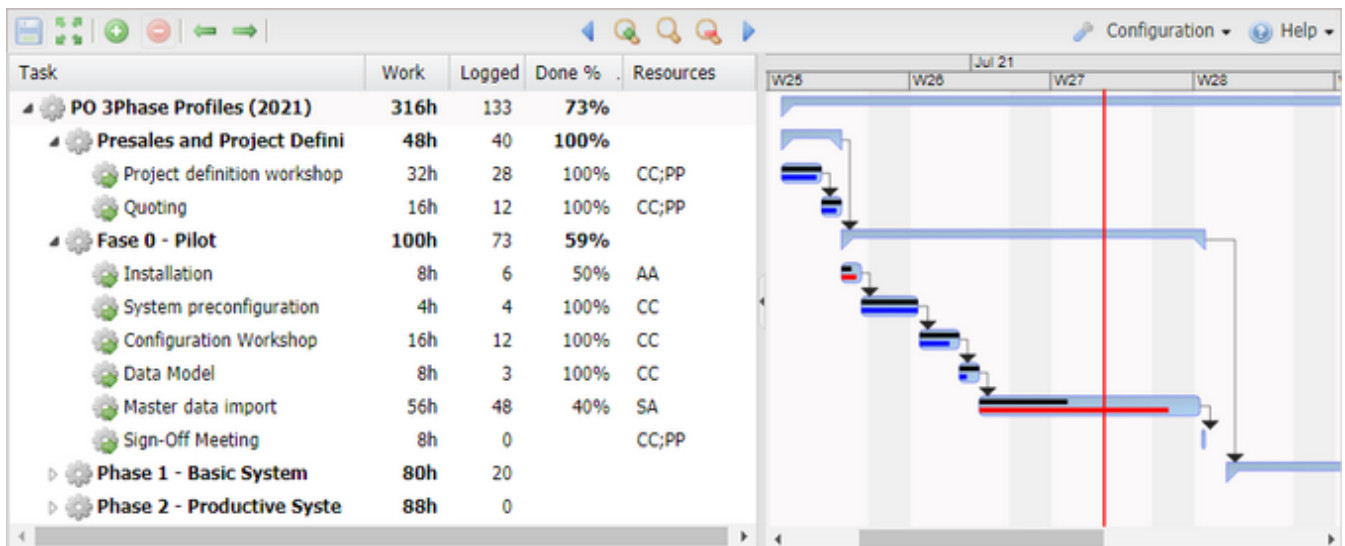 Configuration Help
Jul 21
Task Work Logged Done % . Resources W25 W26 W27 W28
PO 3Phase Profiles (2021) 316h 133 73%
Presales and Project Defini 48h 40 100%
Project definition workshop 32h 28 100% CC;PP
Quoting 16h 12 100% CC;PP
Fase 0 - Pilot 100h 73 59%
Installation 8h 6 50% AA
System preconfiguration 4h 4 100% CC
Configuration Workshop 16h 12 100% CC
Data Model 8h 3 100% CC
Master data import 56h 48 40% SA
Sign-Off Meeting 8h 0 CC;PP
Phase 1 - Basic System 80h 20
Phase 2 - Productive Syste 88h 0